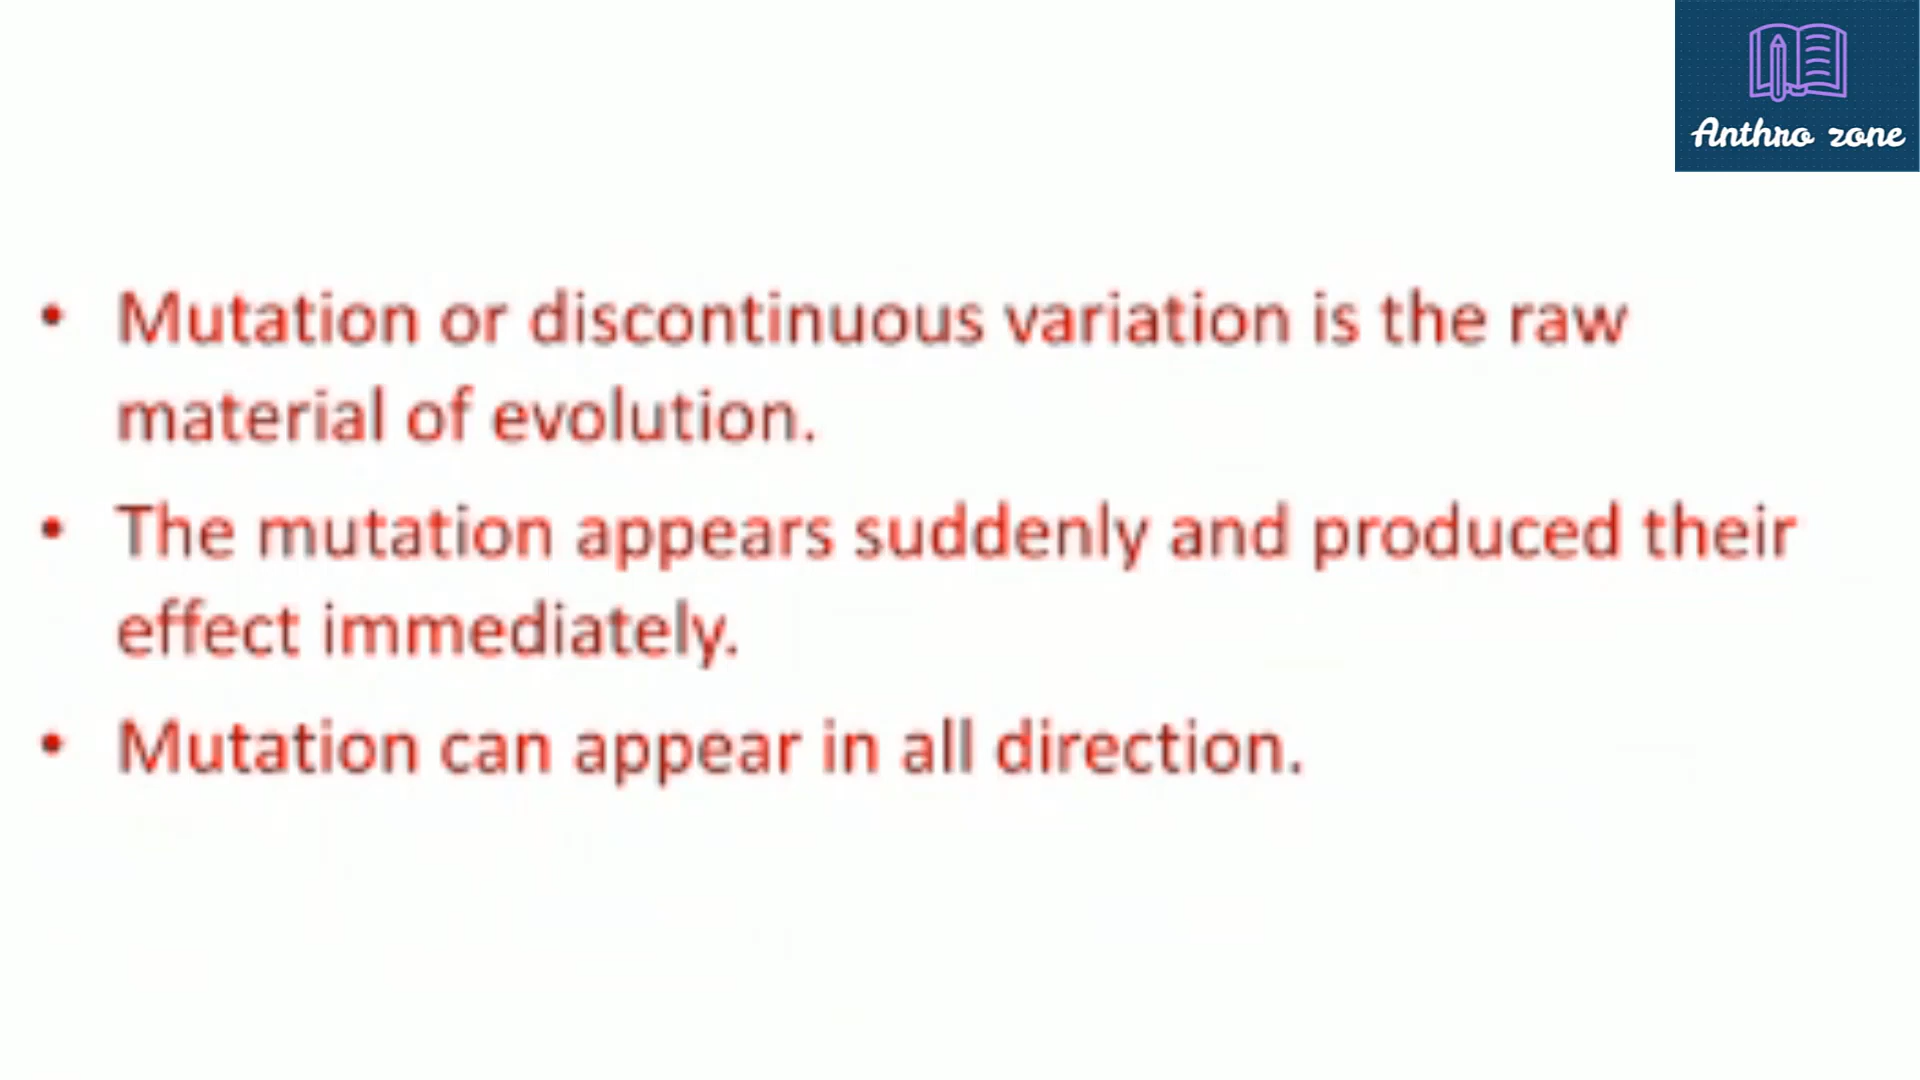 Anthro zone
• Mutation or discontinuous variation is the raw
material of evolution.
• The mutation appears suddenly and produced their
effect immediately.
• Mutation can appear in all direction.